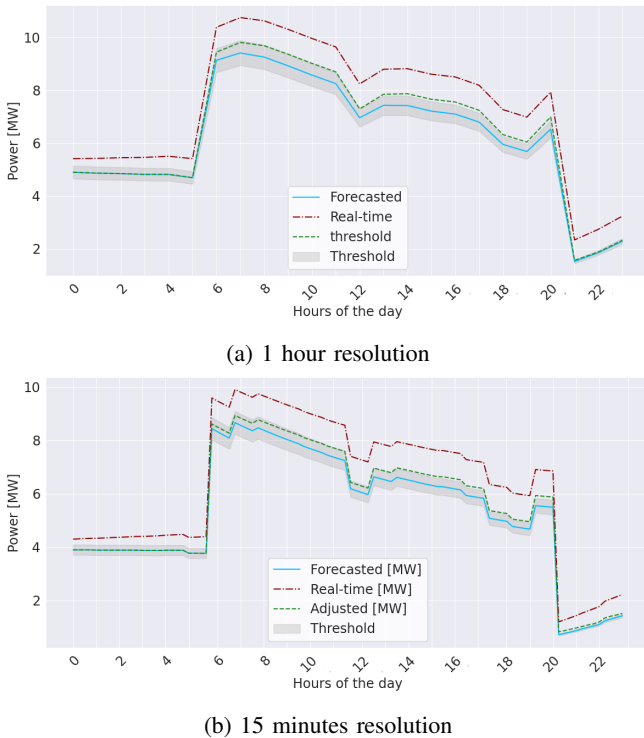 10
8
6
4
2
Power [MW]
Forecasted
Real-time
threshold
Threshold
0 2 4 6 8 10 12 14 16 18 20 22
Hours of the day
(a) 1 hour resolution
10
8
6
4
2
Power [MW]
Forecasted [MW]
Real-time [MW]
Adjusted [MW]
Threshold
0 2 4 6 8 10 12 14 16 18 20 22
Hours of the day
(b) 15 minutes resolution